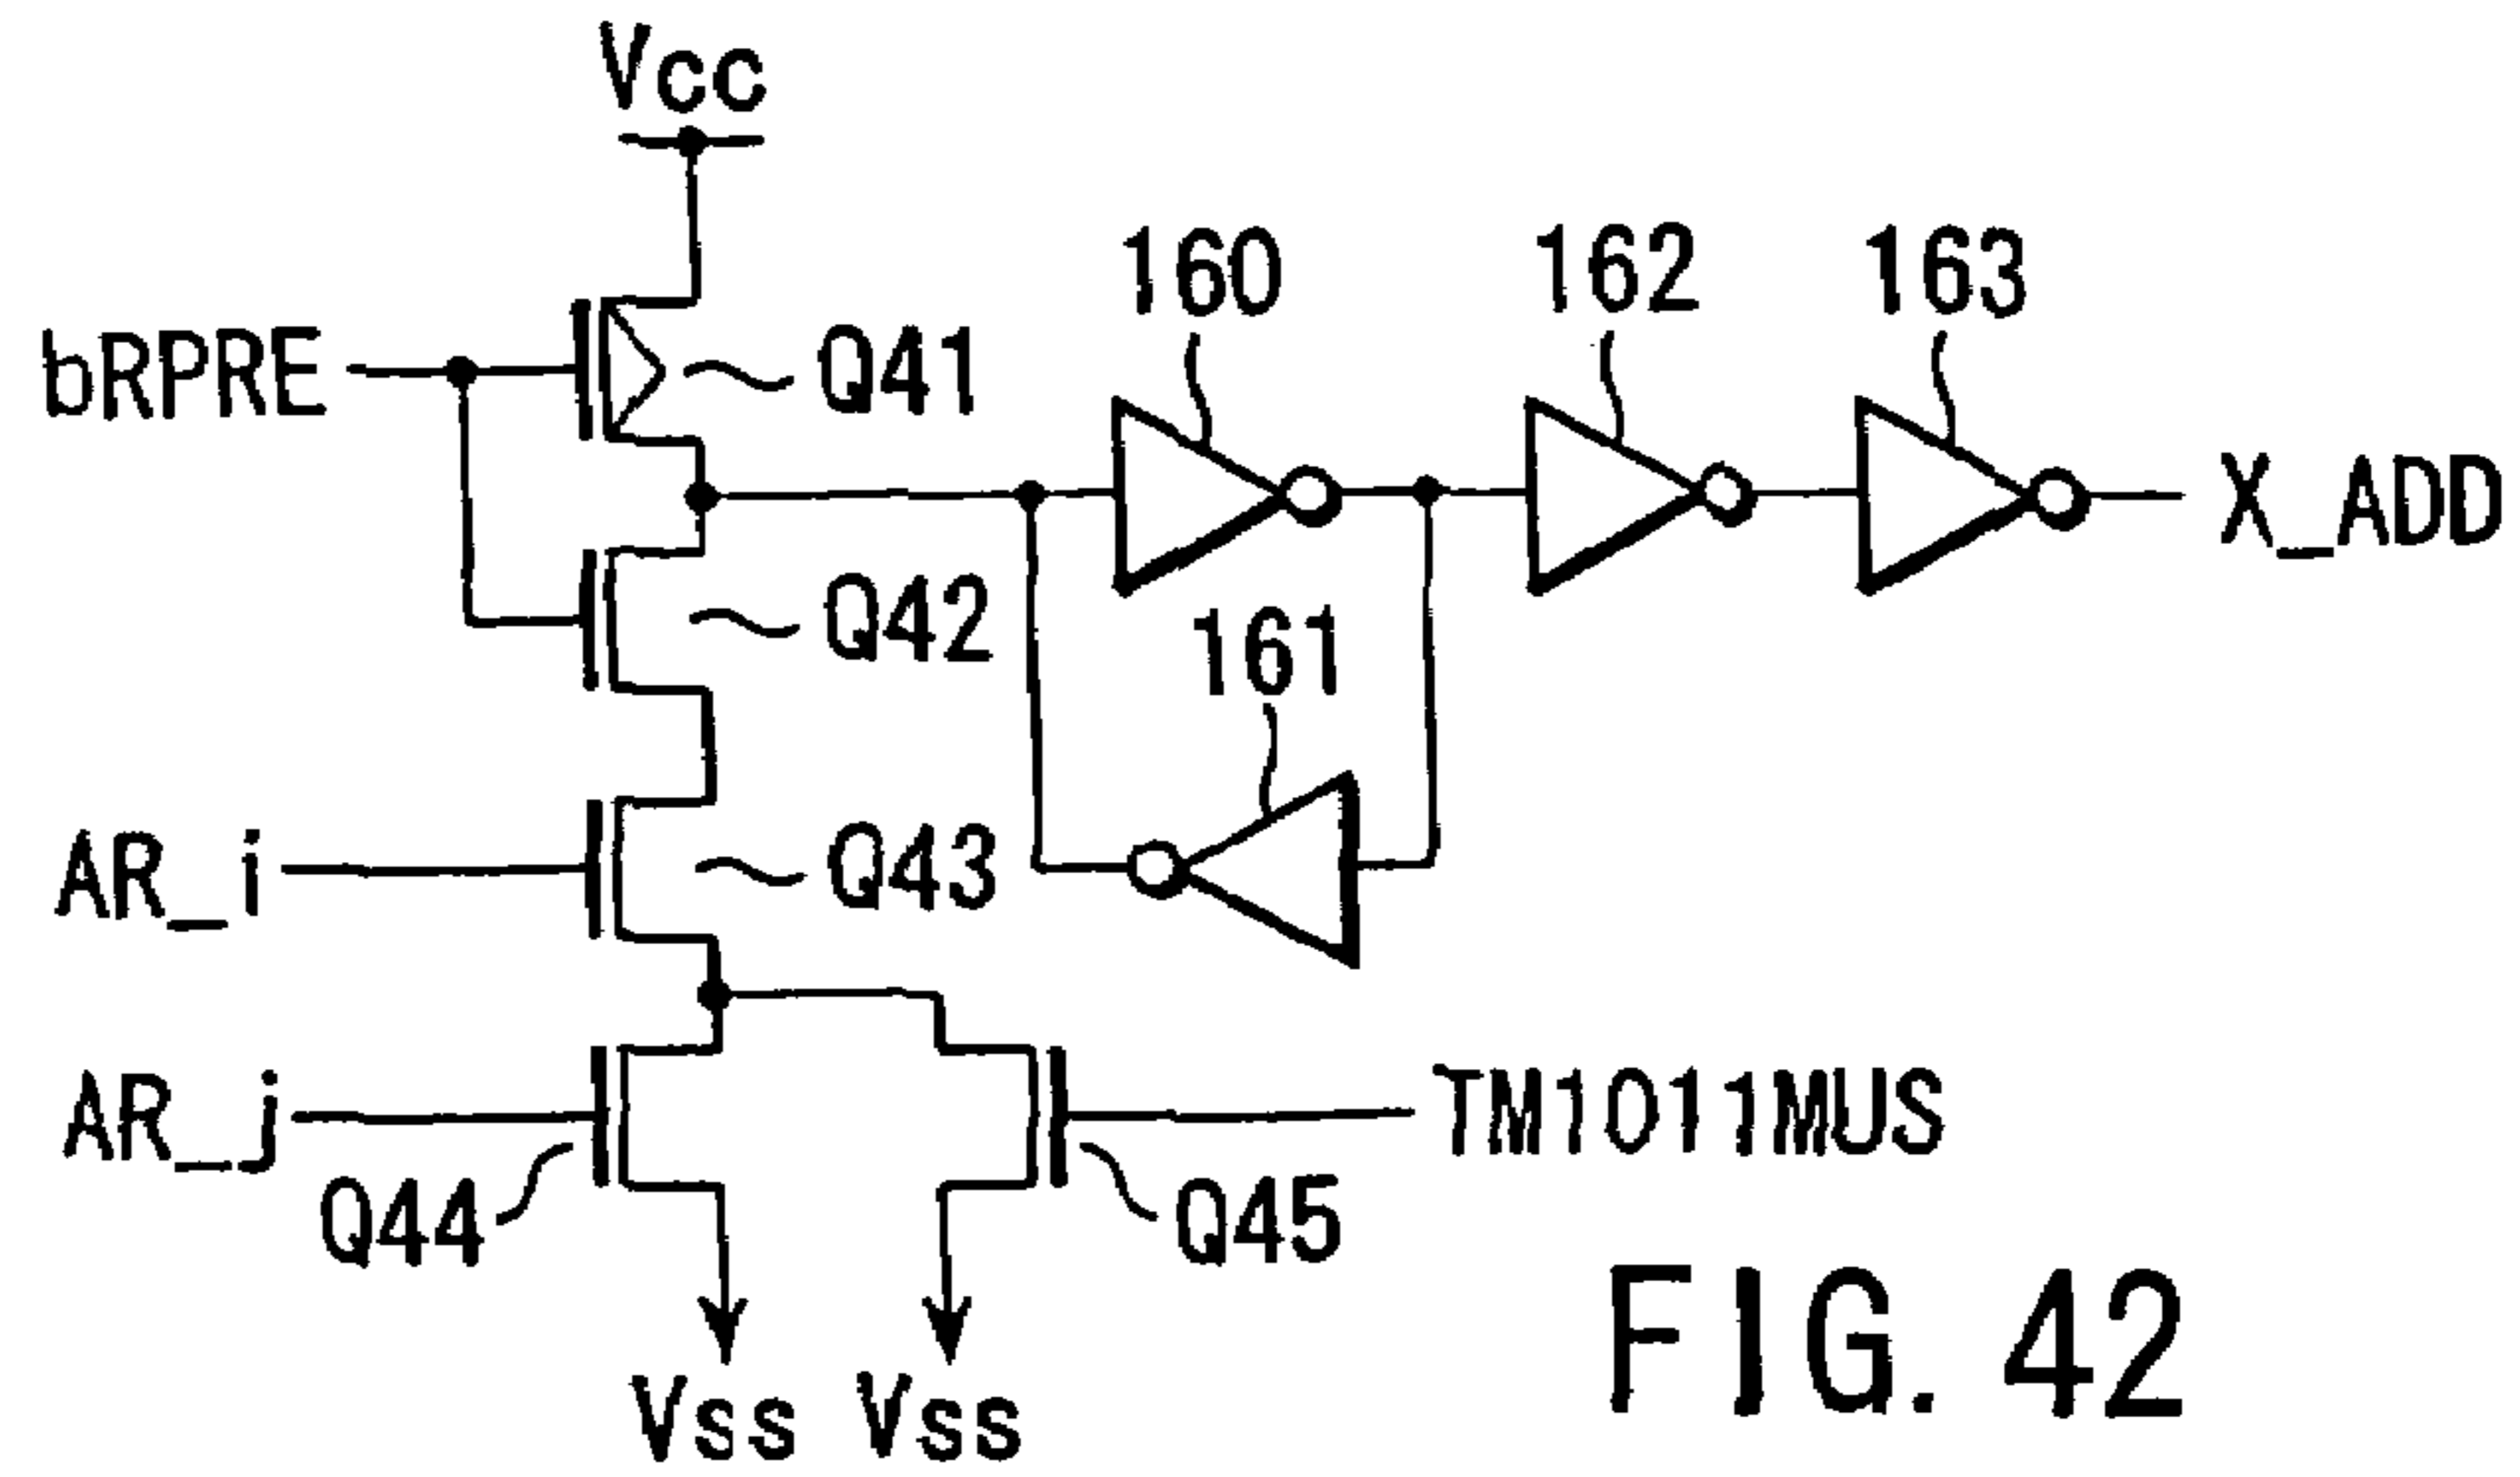 Vcc
160
162
163
bRPRE
Q41
X_ADD
Q42
161
AR_i
Q43
AR_j
TM1011MUS
Q44
Q45
Vss
Vss
FIG. 42